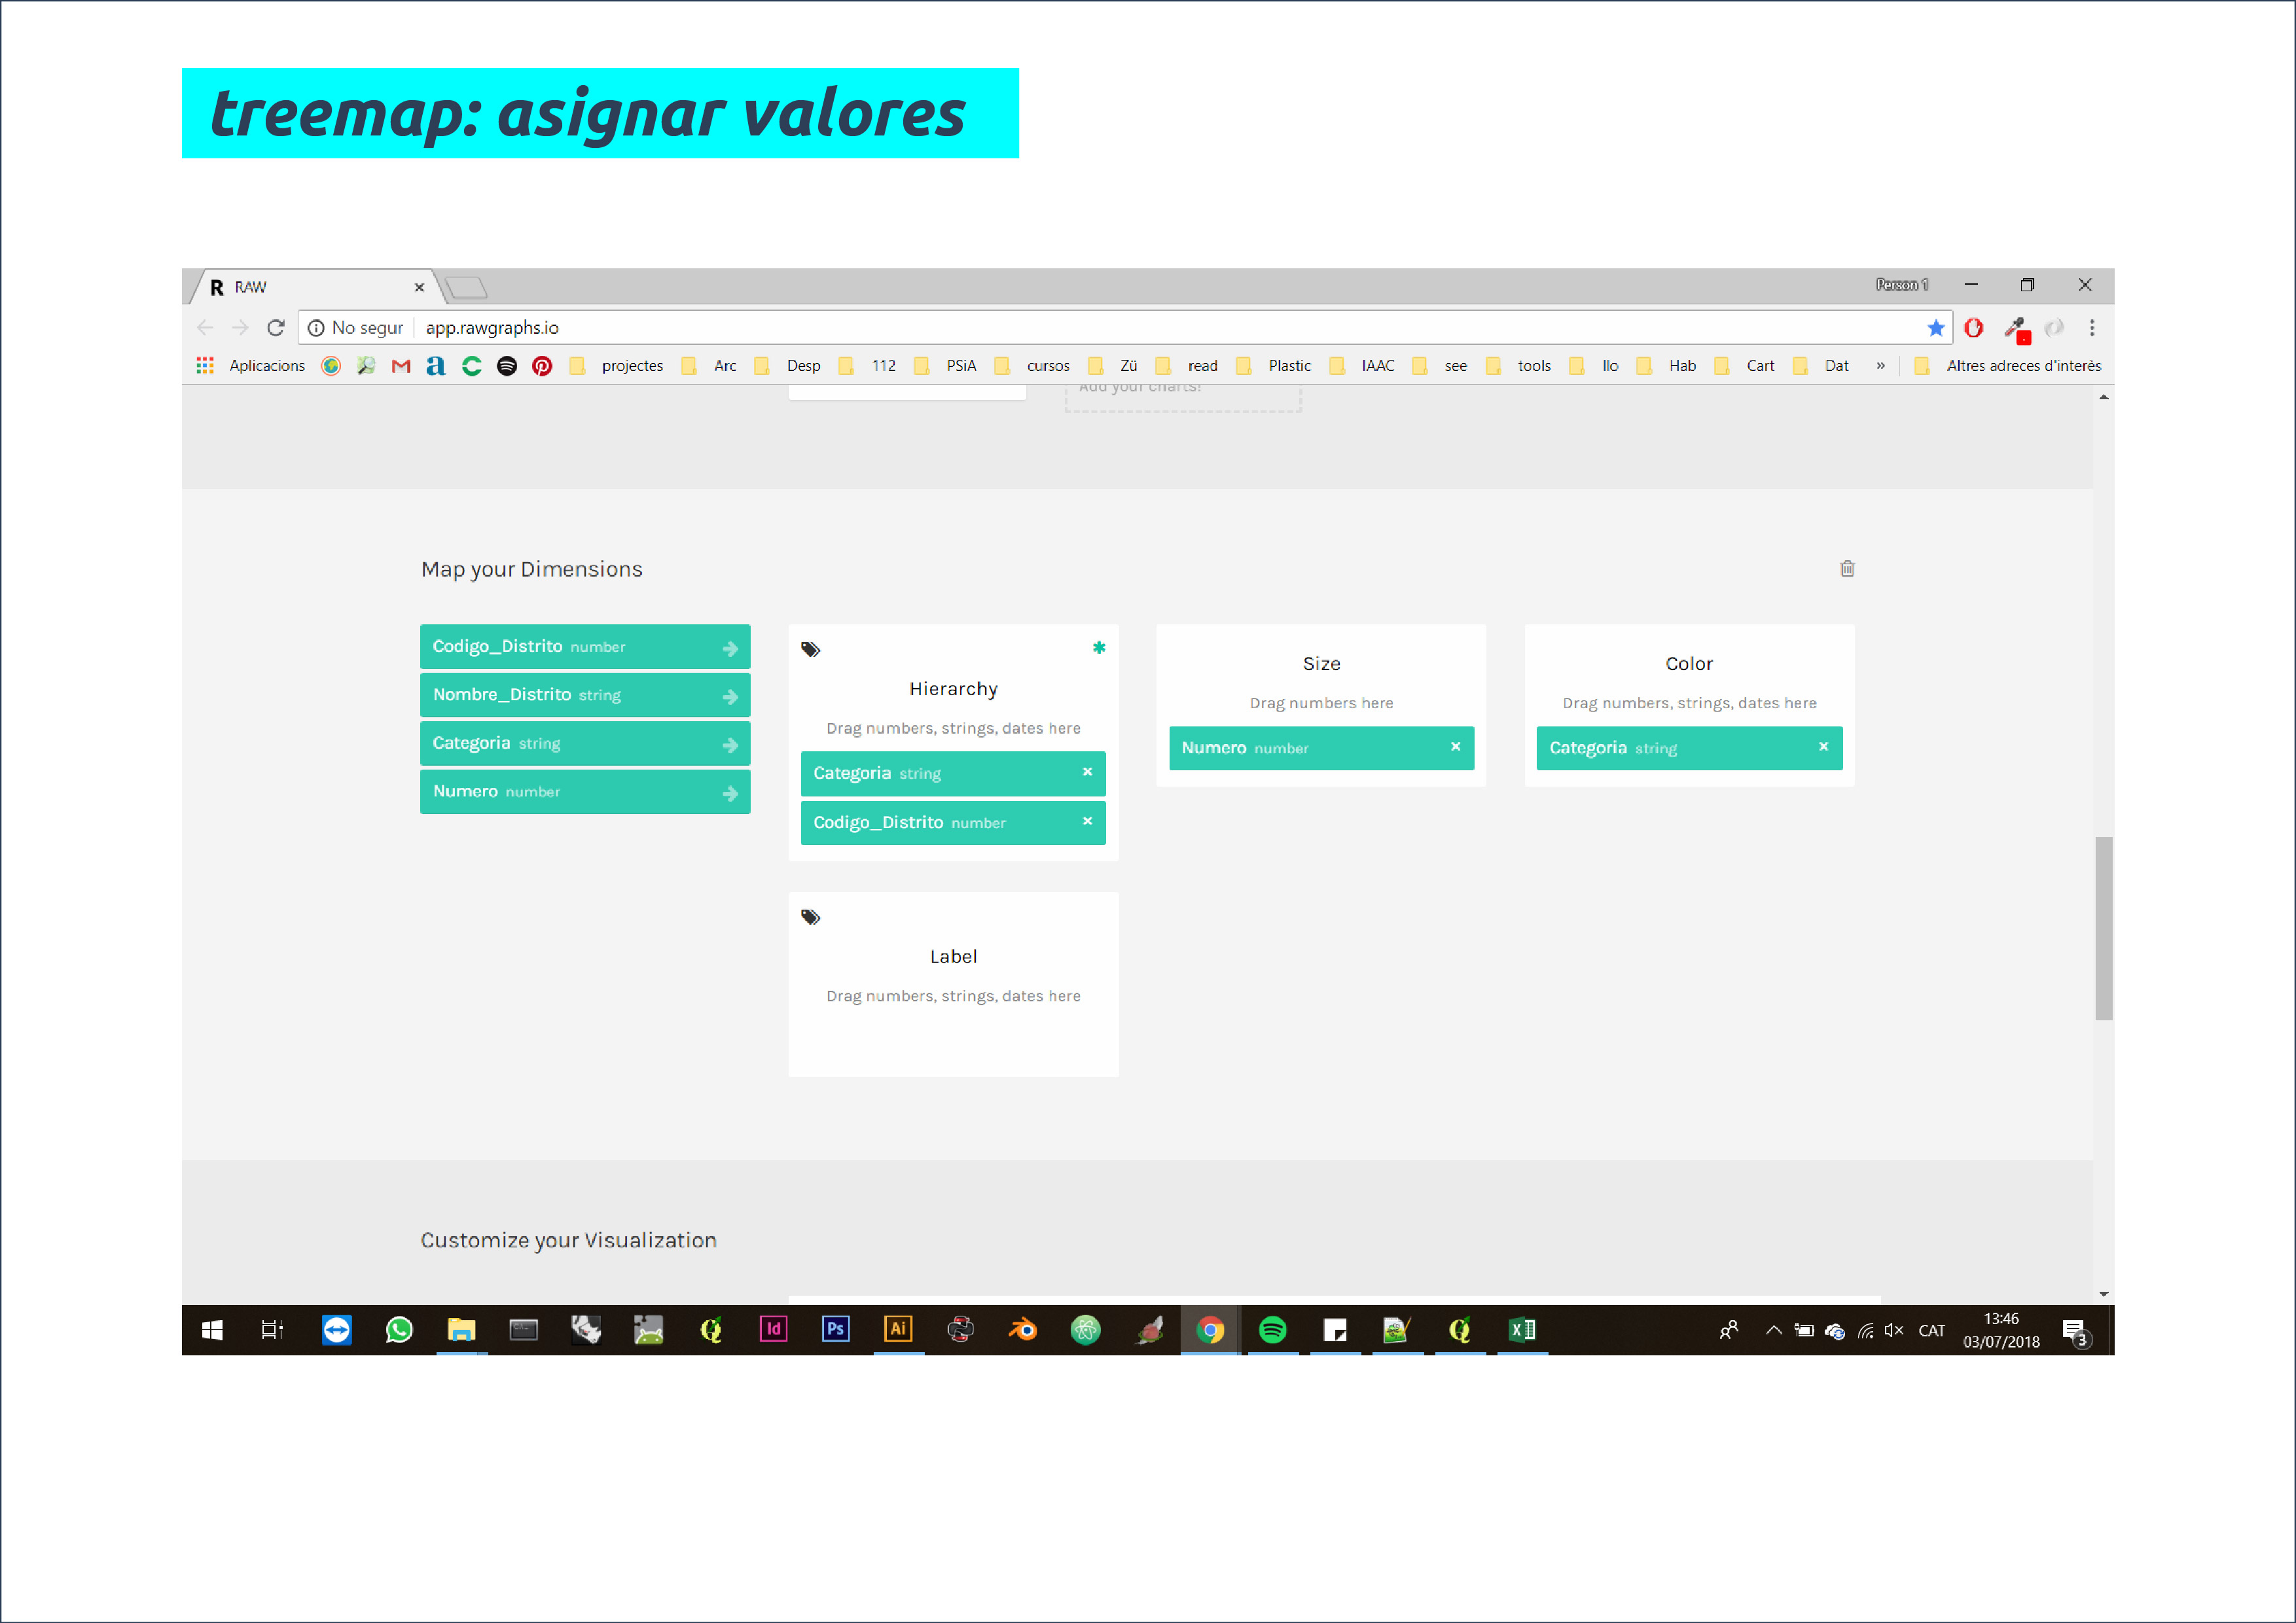 treemap: asignar valores
RAW
Person 1
No segur app.rawgraphs.io
Aplicacions projectes Arc Desp 112 PSiA cursos Zü read Plastic IAAC see tools llo Hab Cart Dat » Altres adreces d'interès
Add your charts!
Map your Dimensions
Codigo_Distrito number
Nombre_Distrito string
Categoria string
Numero number
Hierarchy
Drag numbers, strings, dates here
Categoria string
Codigo_Distrito number
Size
Drag numbers here
Numero number
Color
Drag numbers, strings, dates here
Categoria string
Label
Drag numbers, strings, dates here
Customize your Visualization
Id Ps Ai
CAT
13:46
03/07/2018
3